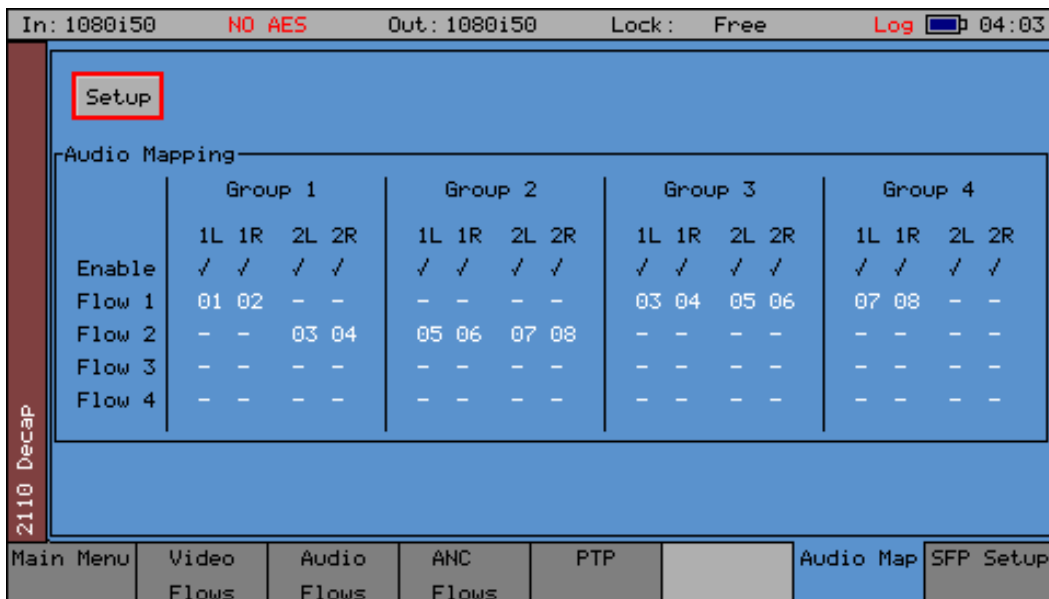 In: 1080i50 NO AES Out: 1080i50 Lock: Free Log 04:03
Setup
Audio Mapping
Group 1 Group 2 Group 3 Group 4
1L 1R 2L 2R 1L 1R 2L 2R 1L 1R 2L 2R 1L 1R 2L 2R
Enable √ √ √ √ √ √ √ √ √ √ √ √ √ √ √ √
Flow 1 01 02 - - - - - - 03 04 05 06 07 08 - -
Flow 2 - - 03 04 05 06 07 08 - - - - - - - -
Flow 3 - - - - - - - - - - - - - - - -
Flow 4 - - - - - - - - - - - - - - - -
2110 Decap
Main Menu Video Audio ANC PTP Audio Map SFP Setup
Flows Flows Flows